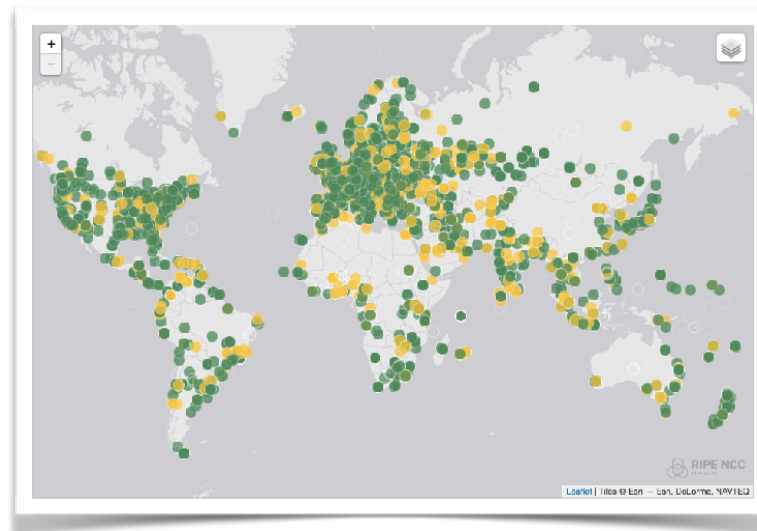 +
−
RIPE NCC
Leaflet | Tiles © Esri — Esri, DeLorme, NAVTEQ